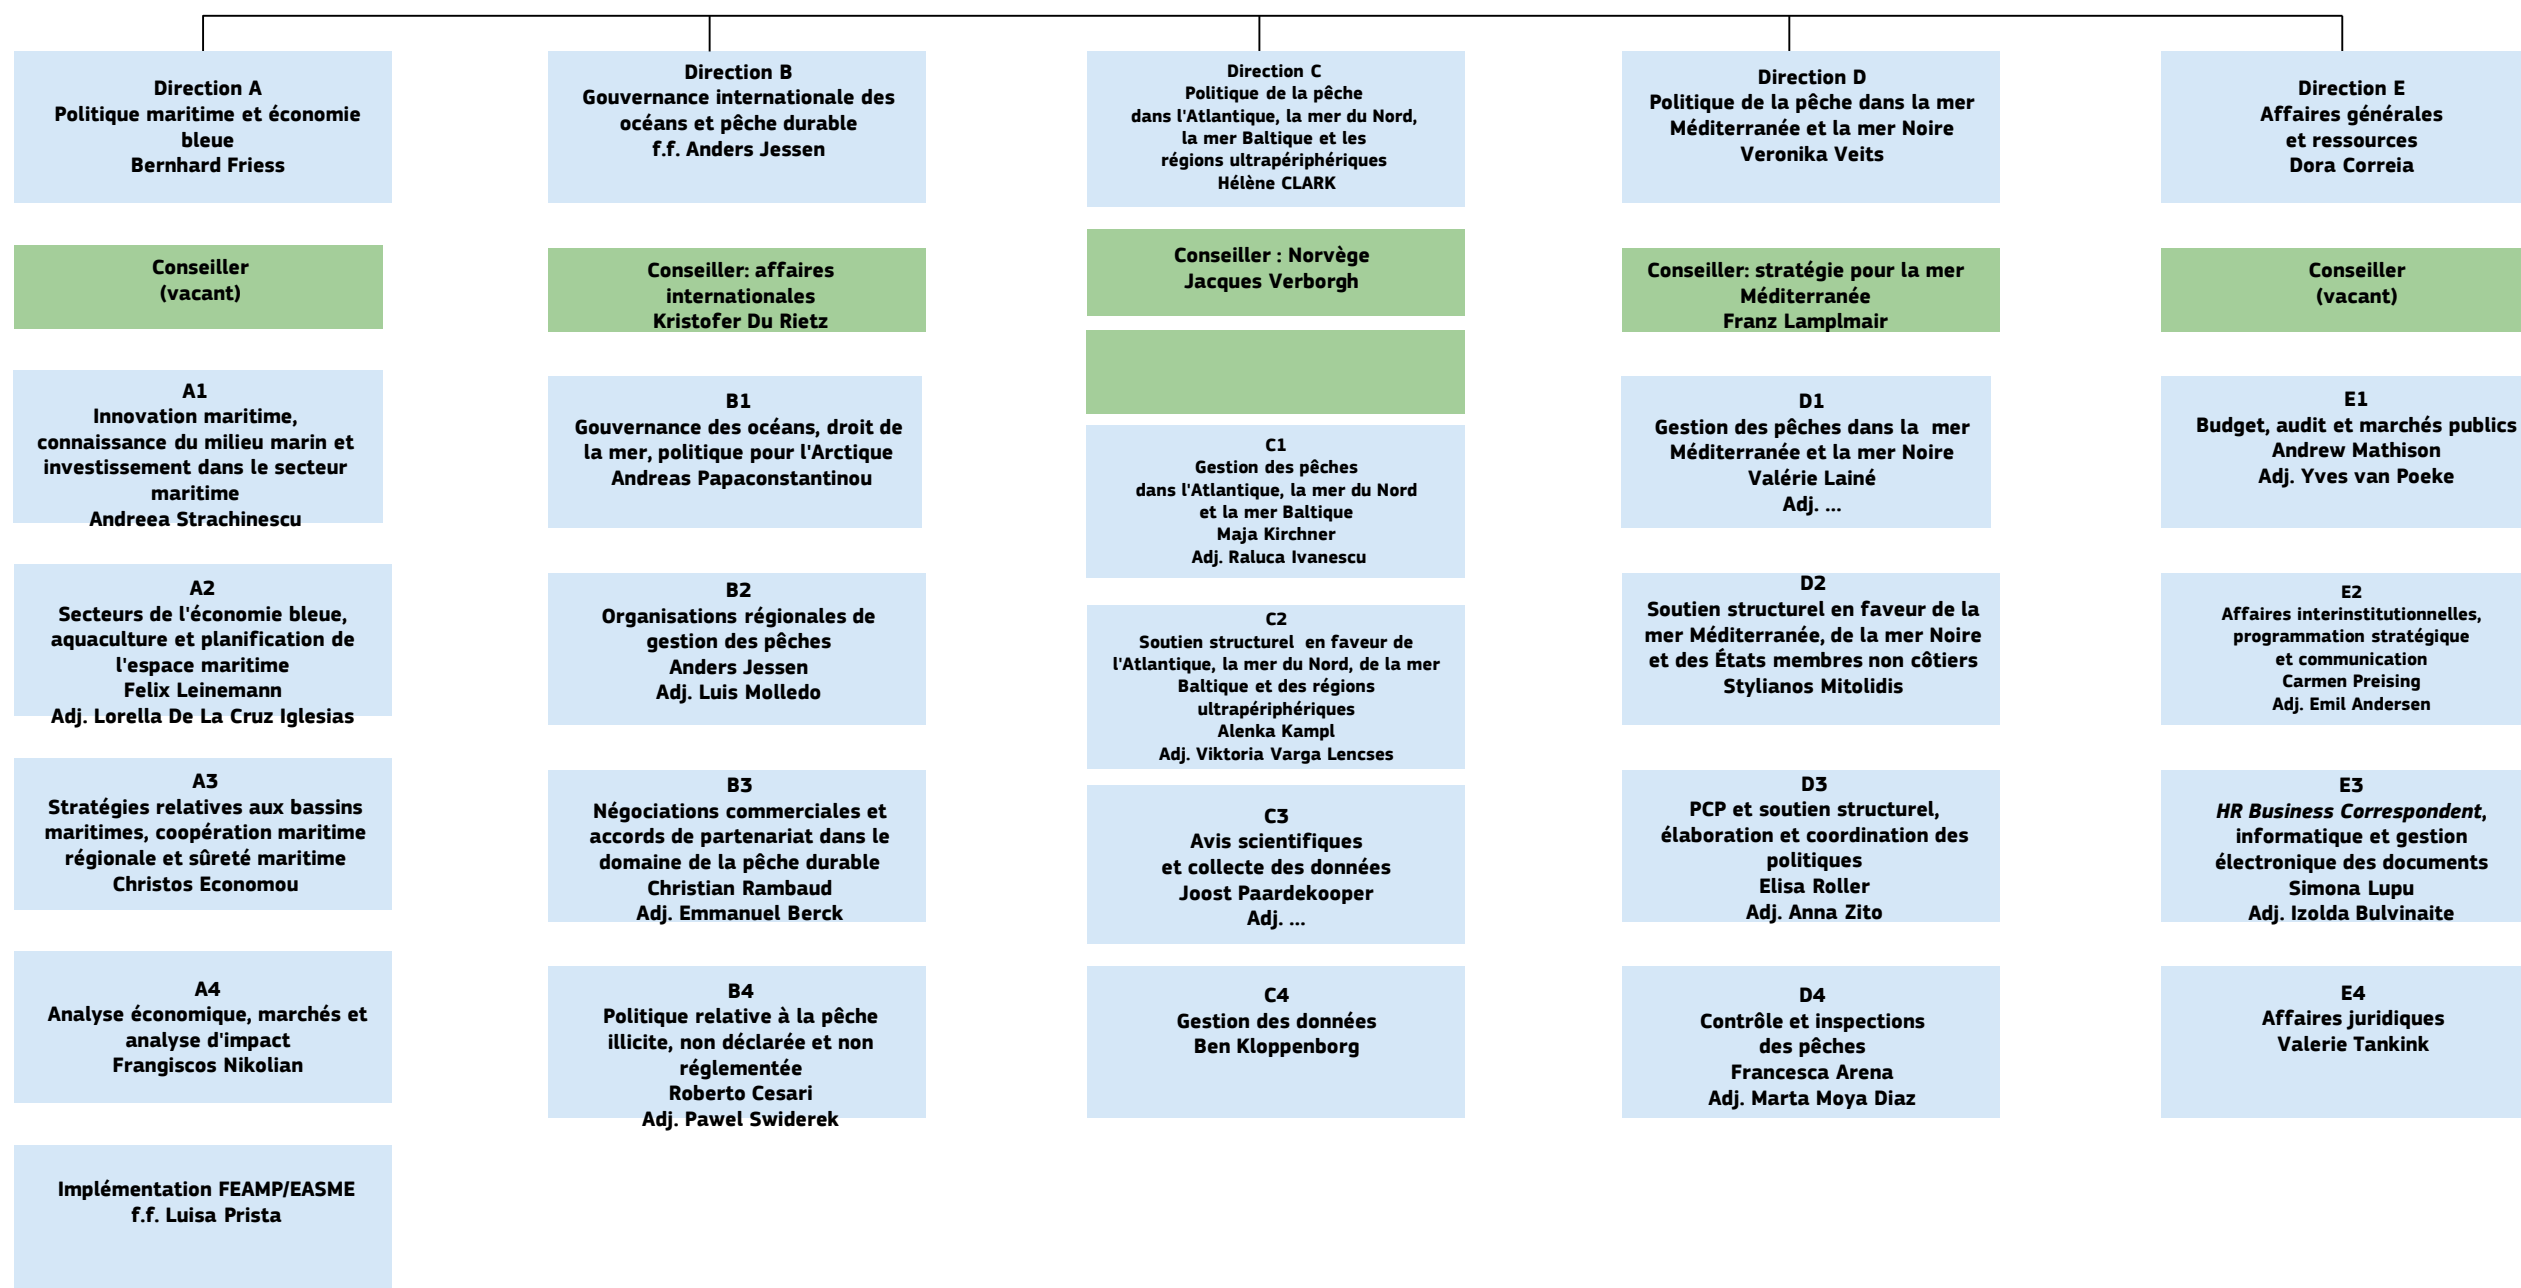 Direction A
Politique maritime et économie
bleue
Bernhard Friess
Conseiller
(vacant)
A1
Innovation maritime,
connaissance du milieu marin et
investissement dans le secteur
maritime
Andreea Strachinescu
A2
Secteurs de l'économie bleue,
aquaculture et planification de
l'espace maritime
Felix Leinemann
Adj. Lorella De La Cruz Iglesias
A3
Stratégies relatives aux bassins
maritimes, coopération maritime
régionale et sûreté maritime
Christos Economou
A4
Analyse économique, marchés et
analyse d'impact
Frangiscos Nikolian
Implémentation FEAMP/EASME
f.f. Luisa Prista
Direction B
Gouvernance internationale des
océans et pêche durable
f.f. Anders Jessen
Conseiller: affaires
internationales
Kristofer Du Rietz
B1
Gouvernance des océans, droit de
la mer, politique pour l'Arctique
Andreas Papaconstantinou
B2
Organisations régionales de
gestion des pêches
Anders Jessen
Adj. Luis Molledo
B3
Négociations commerciales et
accords de partenariat dans le
domaine de la pêche durable
Christian Rambaud
Adj. Emmanuel Berck
B4
Politique relative à la pêche
illicite, non déclarée et non
réglementée
Roberto Cesari
Adj. Pawel Swiderek
Direction C
Politique de la pêche
dans l'Atlantique, la mer du Nord,
la mer Baltique et les
régions ultrapériphériques
Hélène CLARK
Conseiller : Norvège
Jacques Verborgh
C1
Gestion des pêches
dans l'Atlantique, la mer du Nord
et la mer Baltique
Maja Kirchner
Adj. Raluca Ivanescu
C2
Soutien structurel en faveur de
l'Atlantique, la mer du Nord, de la mer
Baltique et des régions
ultrapériphériques
Alenka Kampl
Adj. Viktoria Varga Lencses
C3
Avis scientifiques
et collecte des données
Joost Paardekooper
Adj. ...
C4
Gestion des données
Ben Kloppenborg
Direction D
Politique de la pêche dans la mer
Méditerranée et la mer Noire
Veronika Veits
Conseiller: stratégie pour la mer
Méditerranée
Franz Lamplmair
D1
Gestion des pêches dans la mer
Méditerranée et la mer Noire
Valérie Lainé
Adj. ...
D2
Soutien structurel en faveur de la
mer Méditerranée, de la mer Noire
et des États membres non côtiers
Stylianos Mitolidis
D3
PCP et soutien structurel,
élaboration et coordination des
politiques
Elisa Roller
Adj. Anna Zito
D4
Contrôle et inspections
des pêches
Francesca Arena
Adj. Marta Moya Diaz
Direction E
Affaires générales
et ressources
Dora Correia
Conseiller
(vacant)
E1
Budget, audit et marchés publics
Andrew Mathison
Adj. Yves van Poeke
E2
Affaires interinstitutionnelles,
programmation stratégique
et communication
Carmen Preising
Adj. Emil Andersen
E3
HR Business Correspondent,
informatique et gestion
électronique des documents
Simona Lupu
Adj. Izolda Bulvinaite
E4
Affaires juridiques
Valerie Tankink